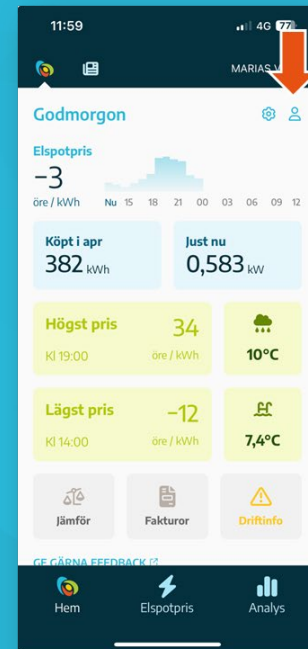 11:59 4G 77
MARIAS
Godmorgon
Elspotpris
-3
öre / kWh
Nu 15 18 21 00 03 06 09 12
Köpt i apr
382 kWh
Just nu
0,583 kW
Högst pris
34
Kl 19:00
öre / kWh
10°C
Lägst pris
-12
Kl 14:00
öre / kWh
7,4°C
Jämför
Fakturor
Driftinfo
GE GÄRNA FEEDBACK
Hem
Elspotpris
Analys